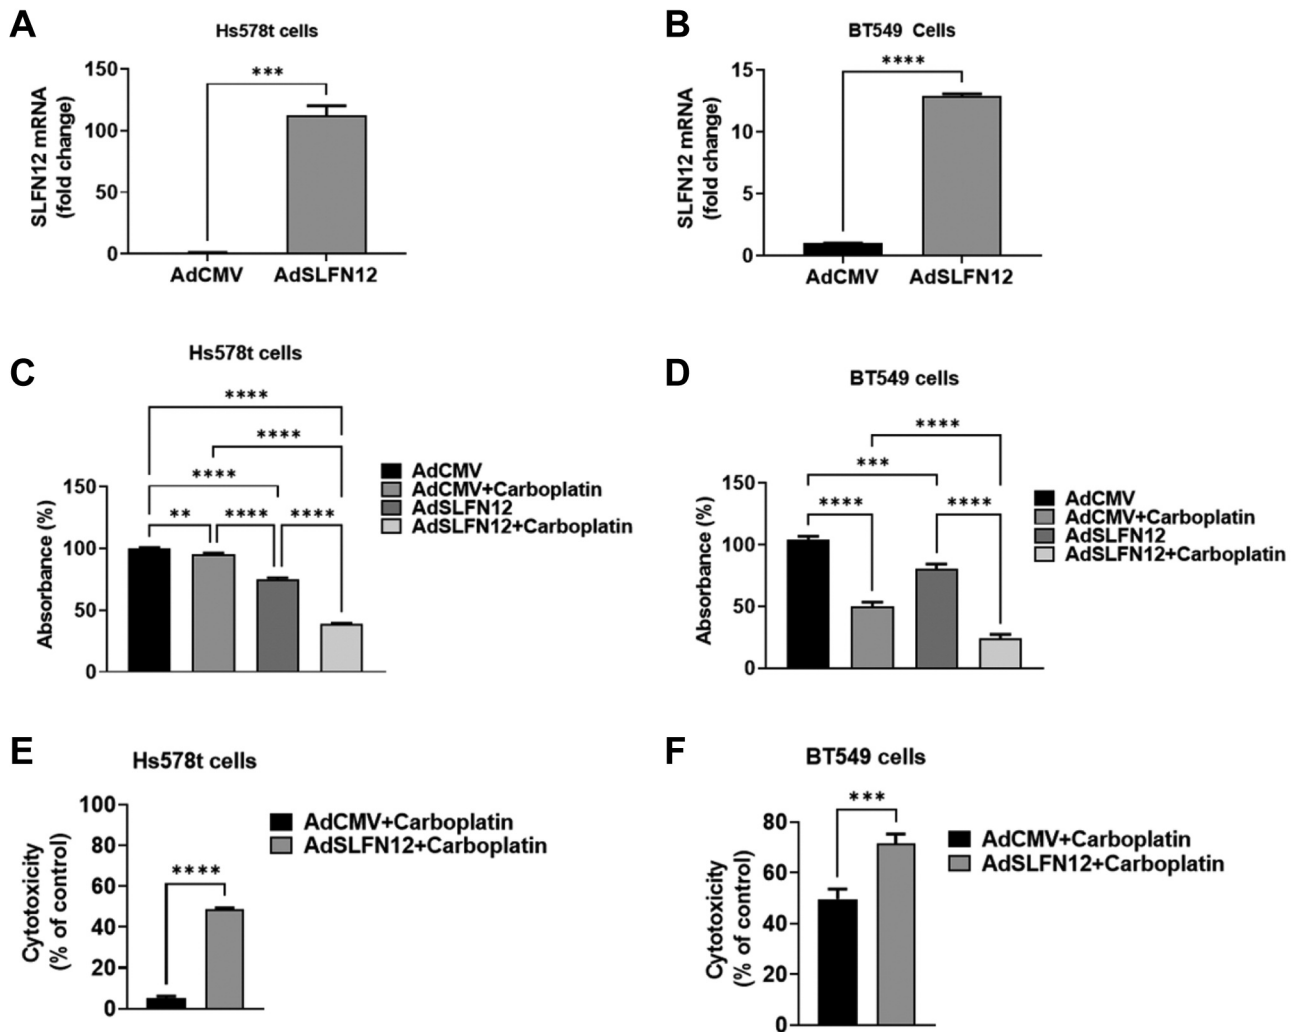 A
Hs578t cells
SLFN12 mRNA
(fold change)
150
100
50
0
***
AdCMV
AdSLFN12
B
BT549 Cells
SLFN12 mRNA
(fold change)
15
10
5
0
****
AdCMV
AdSLFN12
C
Hs578t cells
Absorbance (%)
150
100
50
0
****
****
****
**
****
****
AdCMV
AdCMV+Carboplatin
AdSLFN12
AdSLFN12+Carboplatin
D
BT549 cells
Absorbance (%)
150
100
50
0
****
***
****
****
AdCMV
AdCMV+Carboplatin
AdSLFN12
AdSLFN12+Carboplatin
E
Hs578t cells
Cytotoxicity
(% of control)
100
80
60
40
20
0
****
AdCMV+Carboplatin
AdSLFN12+Carboplatin
F
BT549 cells
Cytotoxicity
(% of control)
80
60
40
20
0
***
AdCMV+Carboplatin
AdSLFN12+Carboplatin